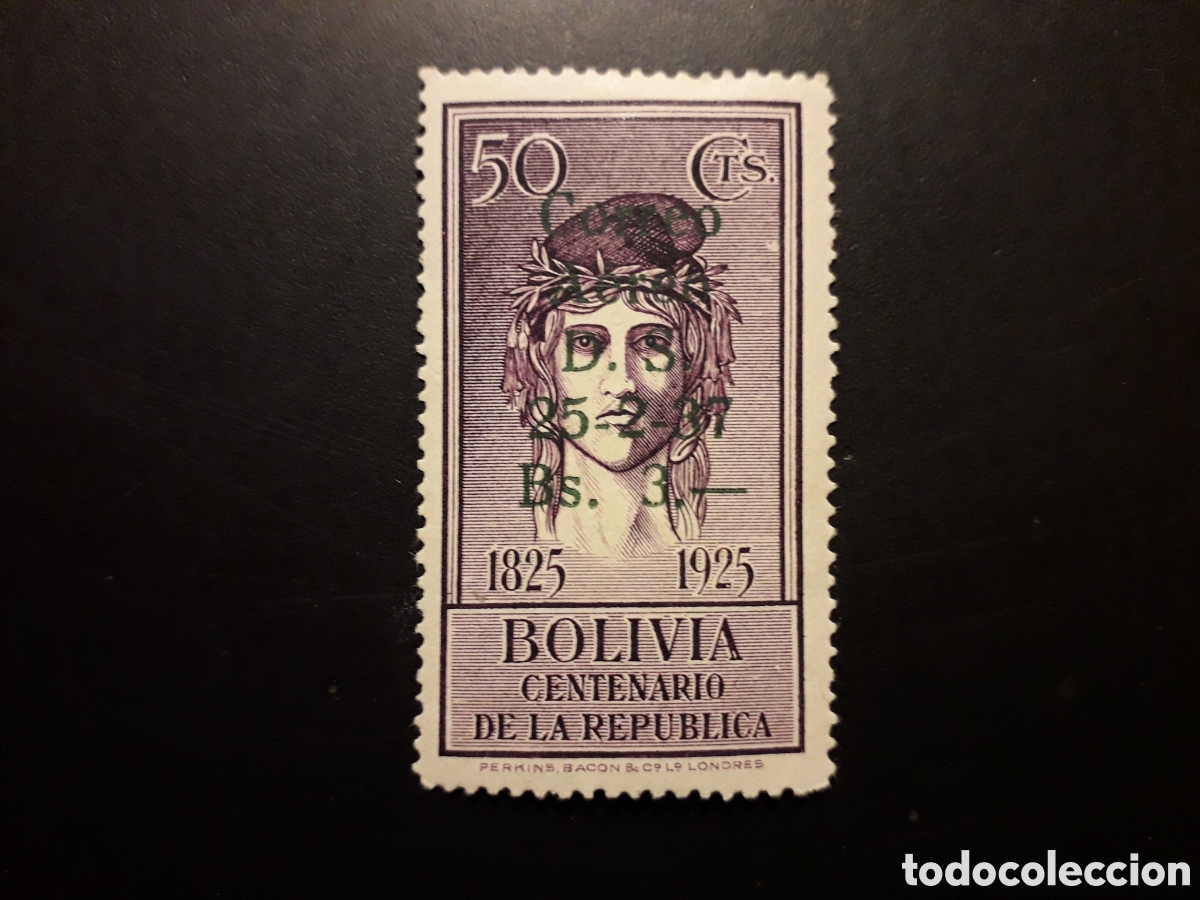 50 CTS.
Correo
Aéreo
D. S.
25-2-37
Bs. 3.—
1825 1925
BOLIVIA
CENTENARIO
DE LA REPUBLICA
PERKINS, BACON & Cº Lº LONDRES
todocoleccion